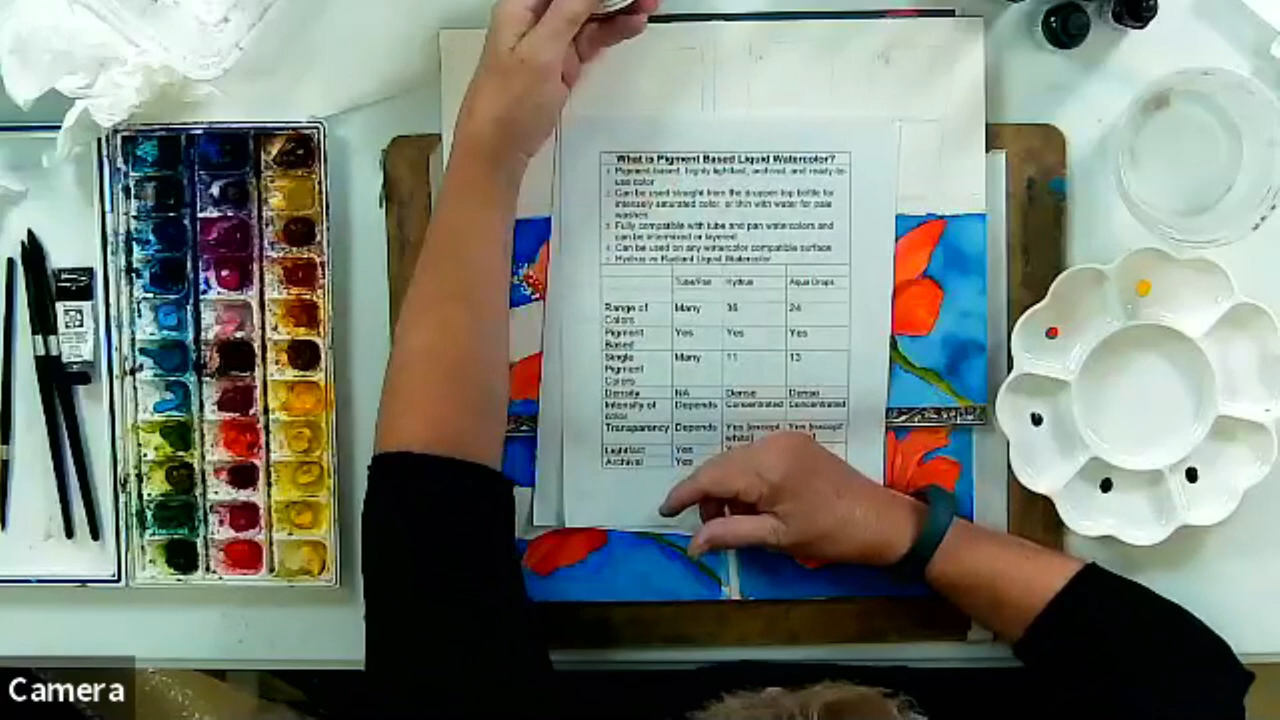 What is Pigment Based Liquid Watercolor?
1. Pigment-based, highly lightfast, archival, and ready-to-
use color
2. Can be used straight from the dropper-top bottle for
intensely saturated color, or thin with water for pale
washes
3. Fully compatible with tube and pan watercolors and
can be intermixed or layered
4. Can be used on any watercolor compatible surface
5. Hydrus vs Radiant Liquid Watercolor
Tube/Pan Hydrus Aqua Drops
Range of Colors Many 36 24
Pigment Based Yes Yes Yes
Single Pigment Colors Many 11 13
Density NA Dense Dense
Intensity of color Depends Concentrated Concentrated
Transparency Depends Yes (except white) Yes (except
Lightfast Yes
Archival Yes
Camera